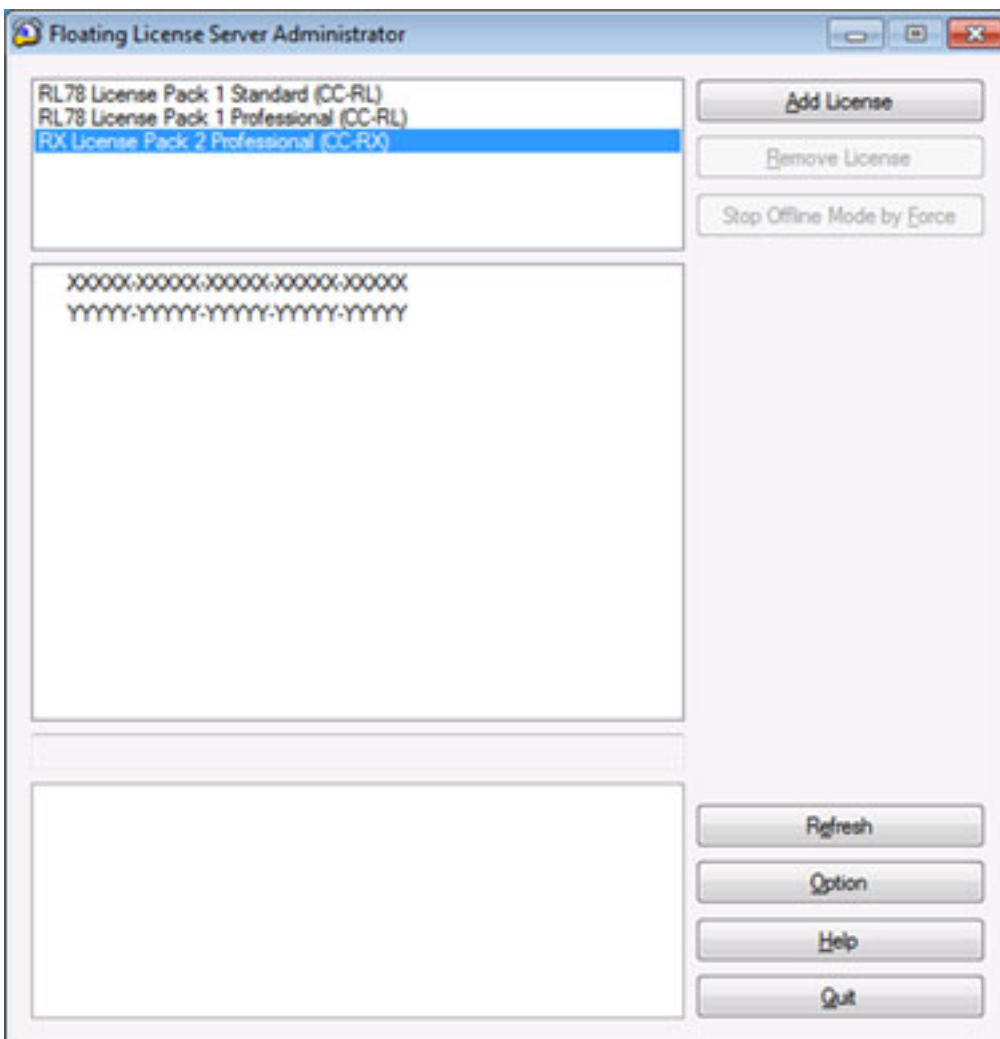 Floating License Server Administrator
RL78 License Pack 1 Standard (CC-RL)
RL78 License Pack 1 Professional (CC-RL)
RX License Pack 2 Professional (CC-RX)
Add License
Remove License
Stop Offline Mode by Force
XXXXX-XXXXX-XXXXX-XXXXX-XXXXX
YYYYY-YYYYY-YYYYY-YYYYY-YYYYY
Refresh
Option
Help
Quit